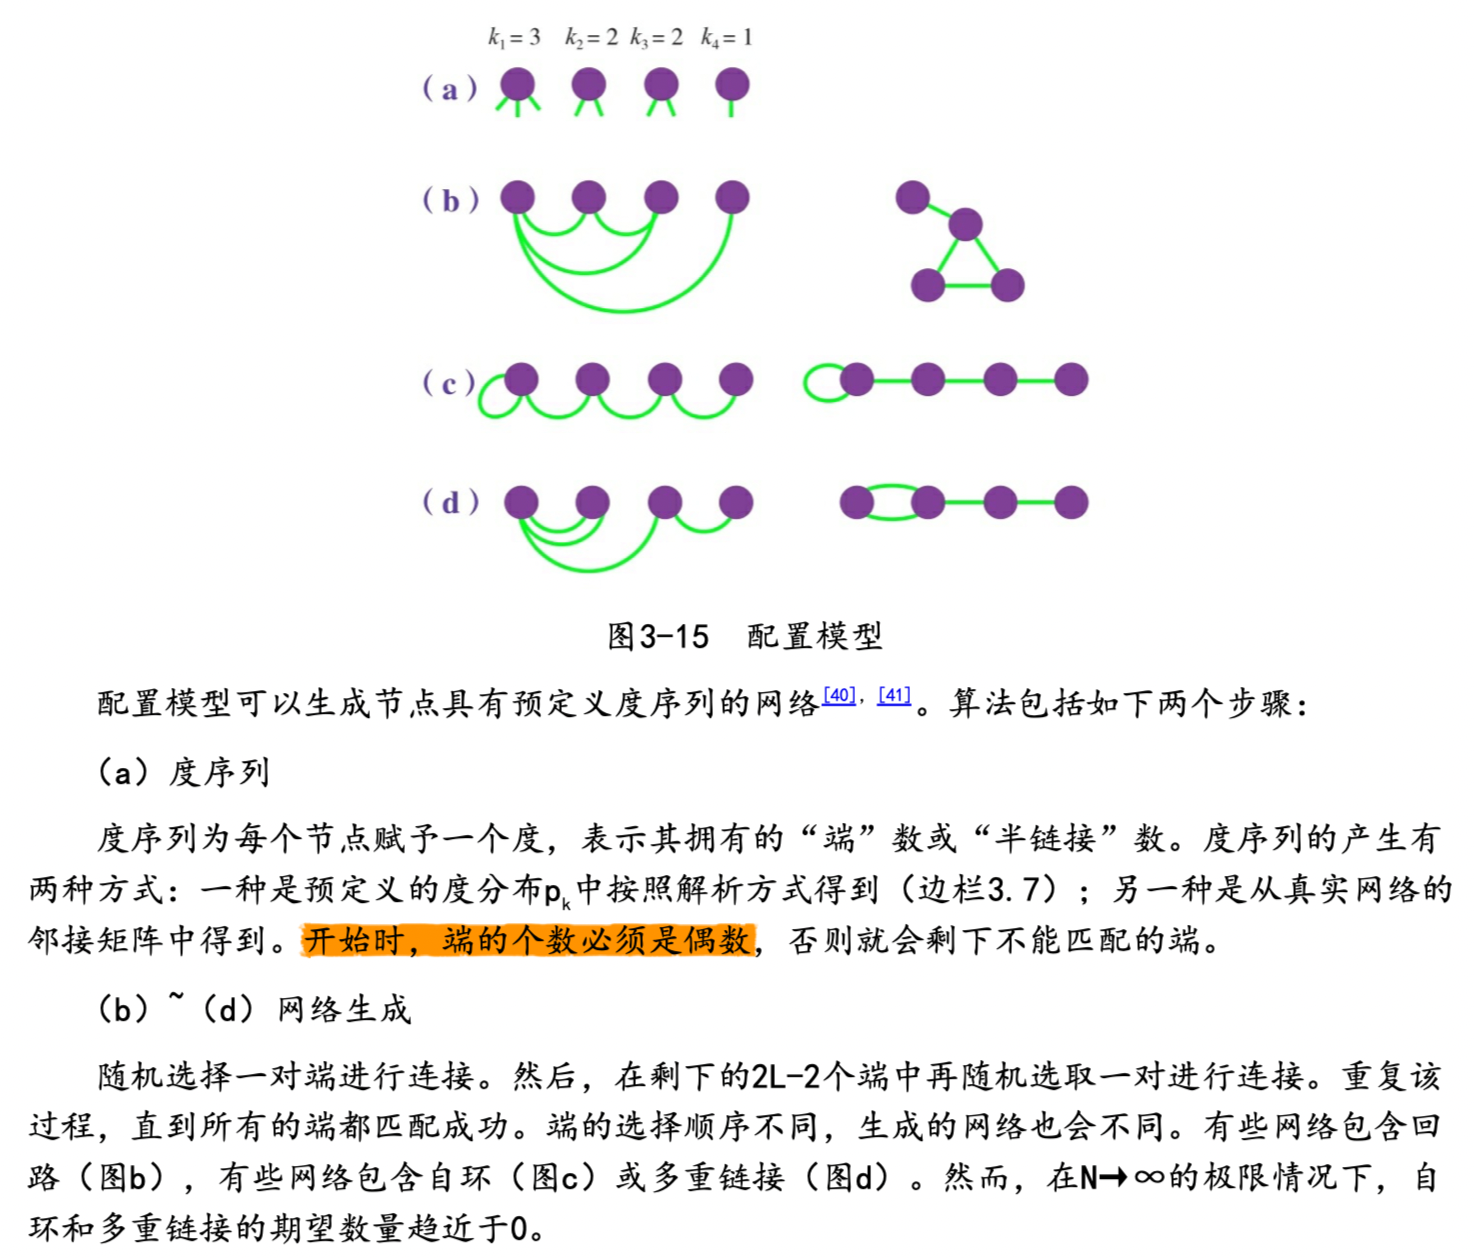 k₁= 3 k₂= 2 k₃= 2 k₄= 1
（a）
（b）
（c）
（d）
图3-15 配置模型
配置模型可以生成节点具有预定义度序列的网络[40], [41]。算法包括如下两个步骤：
（a）度序列
度序列为每个节点赋予一个度，表示其拥有的“端”数或“半链接”数。度序列的产生有
两种方式：一种是预定义的度分布pₖ中按照解析方式得到（边栏3.7）；另一种是从真实网络的
邻接矩阵中得到。开始时，端的个数必须是偶数，否则就会剩下不能匹配的端。
（b）~（d）网络生成
随机选择一对端进行连接。然后，在剩下的2L-2个端中再随机选取一对进行连接。重复该
过程，直到所有的端都匹配成功。端的选择顺序不同，生成的网络也会不同。有些网络包含回
路（图b），有些网络包含自环（图c）或多重链接（图d）。然而，在N→∞的极限情况下，自
环和多重链接的期望数量趋近于0。